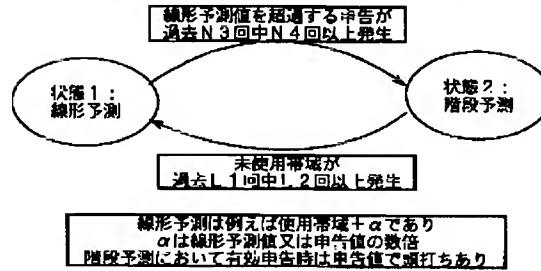 線形予測値を超過する申告が
過去N3回中N4回以上発生
状態1:
線形予測
状態2:
階段予測
未使用帯域が
過去L1回中L2回以上発生
線形予測は例えば使用帯域+αであり
αは線形予測値又は申告値の数倍
階段予測において有効申告時は申告値で頭打ちあり